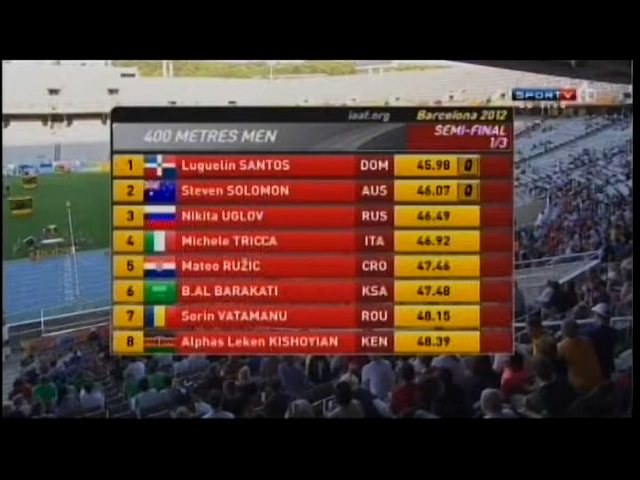 SPORTV
iaaf.org Barcelona 2012
400 METRES MEN SEMI-FINAL
1/3
1 Luguelin SANTOS DOM 45.98 Q
2 Steven SOLOMON AUS 46.07 Q
3 Nikita UGLOV RUS 46.49
4 Michele TRICCA ITA 46.92
5 Mateo RUŽIC CRO 47.46
6 B.AL BARAKATI KSA 47.48
7 Sorin VATAMANU ROU 48.15
8 Alphas Leken KISHOYIAN KEN 48.39